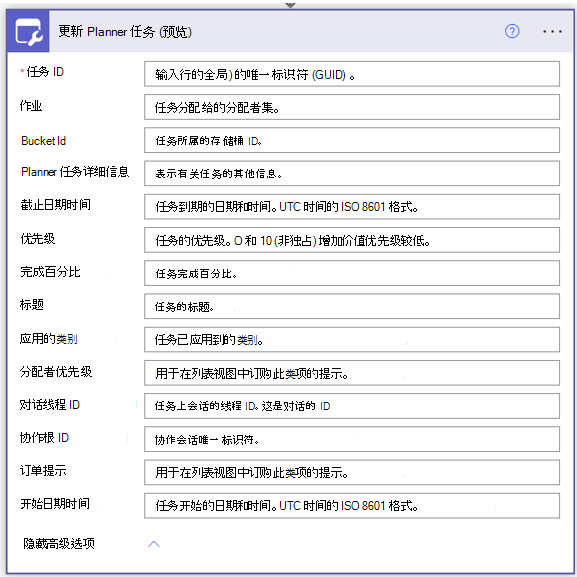 更新 Planner 任务 (预览)
*任务 ID 输入行的全局) 的唯一标识符 (GUID) 。
作业 任务分配给的分配者集。
Bucket Id 任务所属的存储桶 ID。
Planner 任务详细信息 表示有关任务的其他信息。
截止日期时间 任务到期的日期和时间。UTC 时间的 ISO 8601 格式。
优先级 任务的优先级。0 和 10 (非独占) 增加价值优先级较低。
完成百分比 任务完成百分比。
标题 任务的标题。
应用的类别 任务已应用到的类别。
分配者优先级 用于在列表视图中订购此类项的提示。
对话线程 ID 任务上会话的线程 ID。这是对话的 ID
协作根 ID 协作会话唯一标识符。
订单提示 用于在列表视图中订购此类项的提示。
开始日期时间 任务开始的日期和时间。UTC 时间的 ISO 8601 格式。
隐藏高级选项